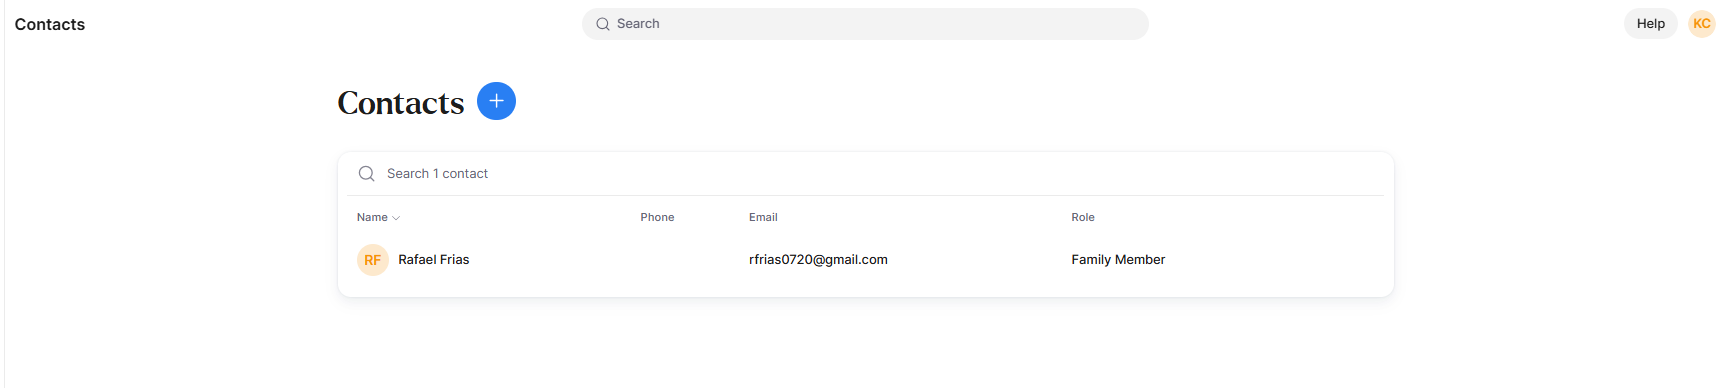 Contacts
Search
Help
KC
Contacts
Search 1 contact
Name Phone Email Role
RF Rafael Frias rfrias0720@gmail.com Family Member